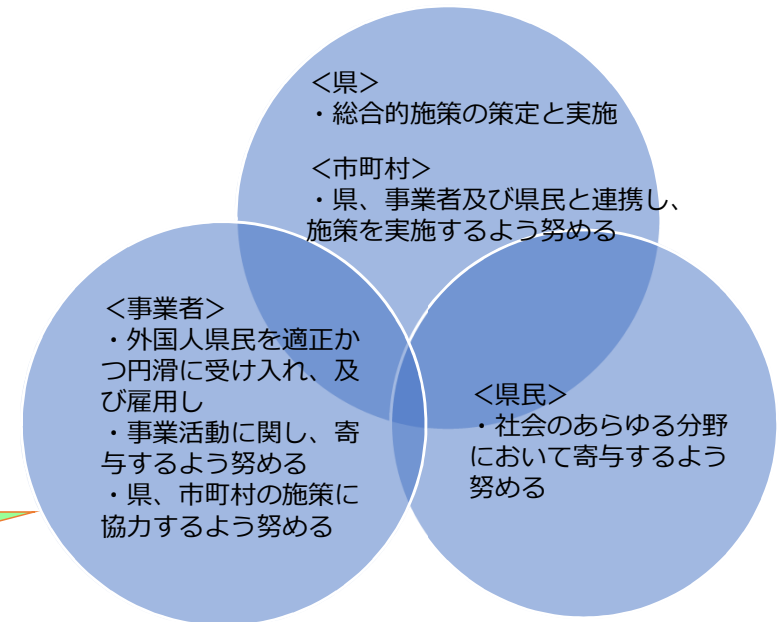 ＜県＞
・総合的施策の策定と実施
＜市町村＞
・県、事業者及び県民と連携し、
施策を実施するよう努める
＜事業者＞
・外国人県民を適正か
つ円滑に受け入れ、及
び雇用し
・事業活動に関し、寄
与するよう努める
・県、市町村の施策に
協力するよう努める
＜県民＞
・社会のあらゆる分野
において寄与するよう
努める